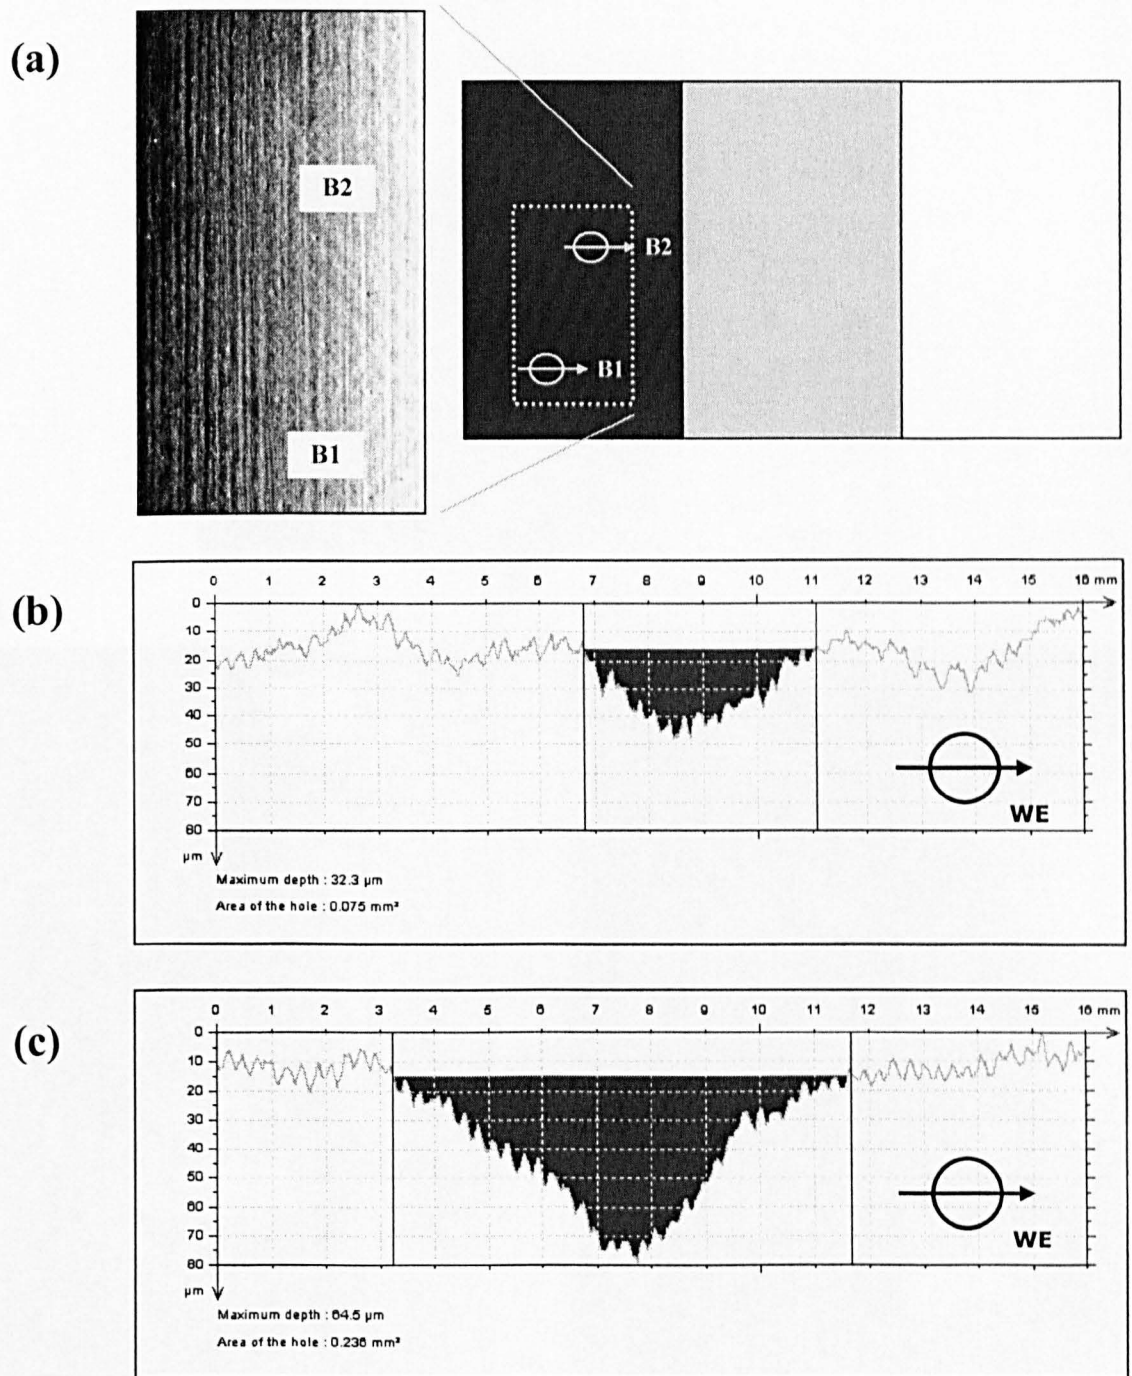 (a)
B2
B1
B2
B1
(b)
0 1 2 3 4 5 6 7 8 9 10 11 12 13 14 15 16 mm
0
10
20
30
40
50
60
70
80
µm
WE
Maximum depth : 32.3 µm
Area of the hole : 0.075 mm²
(c)
0 1 2 3 4 5 6 7 8 9 10 11 12 13 14 15 16 mm
0
10
20
30
40
50
60
70
80
µm
WE
Maximum depth : 64.5 µm
Area of the hole : 0.236 mm²